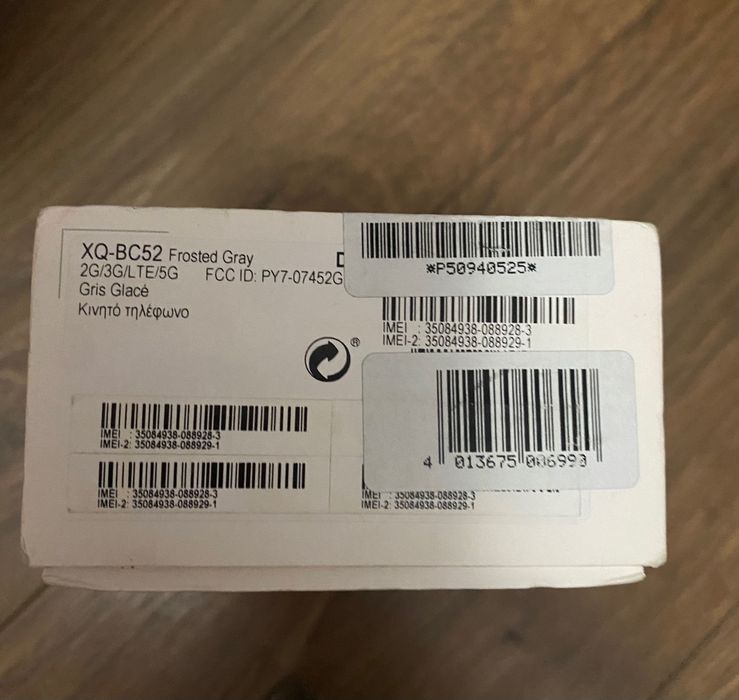 XQ-BC52 Frosted Gray
2G/3G/LTE/5G FCC ID: PY7-07452G
Gris Glacé
Κινητό τηλέφωνο
*P50940525*
IMEI : 35084938-088928-3
IMEI-2: 35084938-088929-1
®
4 013675 006993
IMEI : 35084938-088928-3
IMEI-2: 35084938-088929-1
IMEI : 35084938-088928-3
IMEI-2: 35084938-088929-1
IMEI : 35084938-088928-3
IMEI-2: 35084938-088929-1